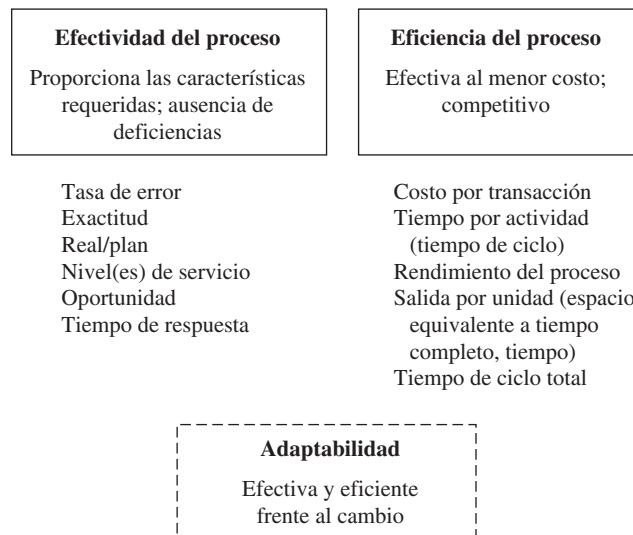 Efectividad del proceso
Proporciona las características
requeridas; ausencia de
deficiencias
Tasa de error
Exactitud
Real/plan
Nivel(es) de servicio
Oportunidad
Tiempo de respuesta
Eficiencia del proceso
Efectiva al menor costo;
competitivo
Costo por transacción
Tiempo por actividad
(tiempo de ciclo)
Rendimiento del proceso
Salida por unidad (espacio
equivalente a tiempo
completo, tiempo)
Tiempo de ciclo total
Adaptabilidad
Efectiva y eficiente
frente al cambio